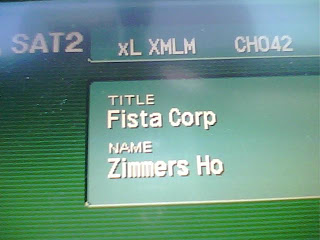 SAT2 xL XMLM CH042
TITLE
Fista Corp
NAME
Zimmers Ho